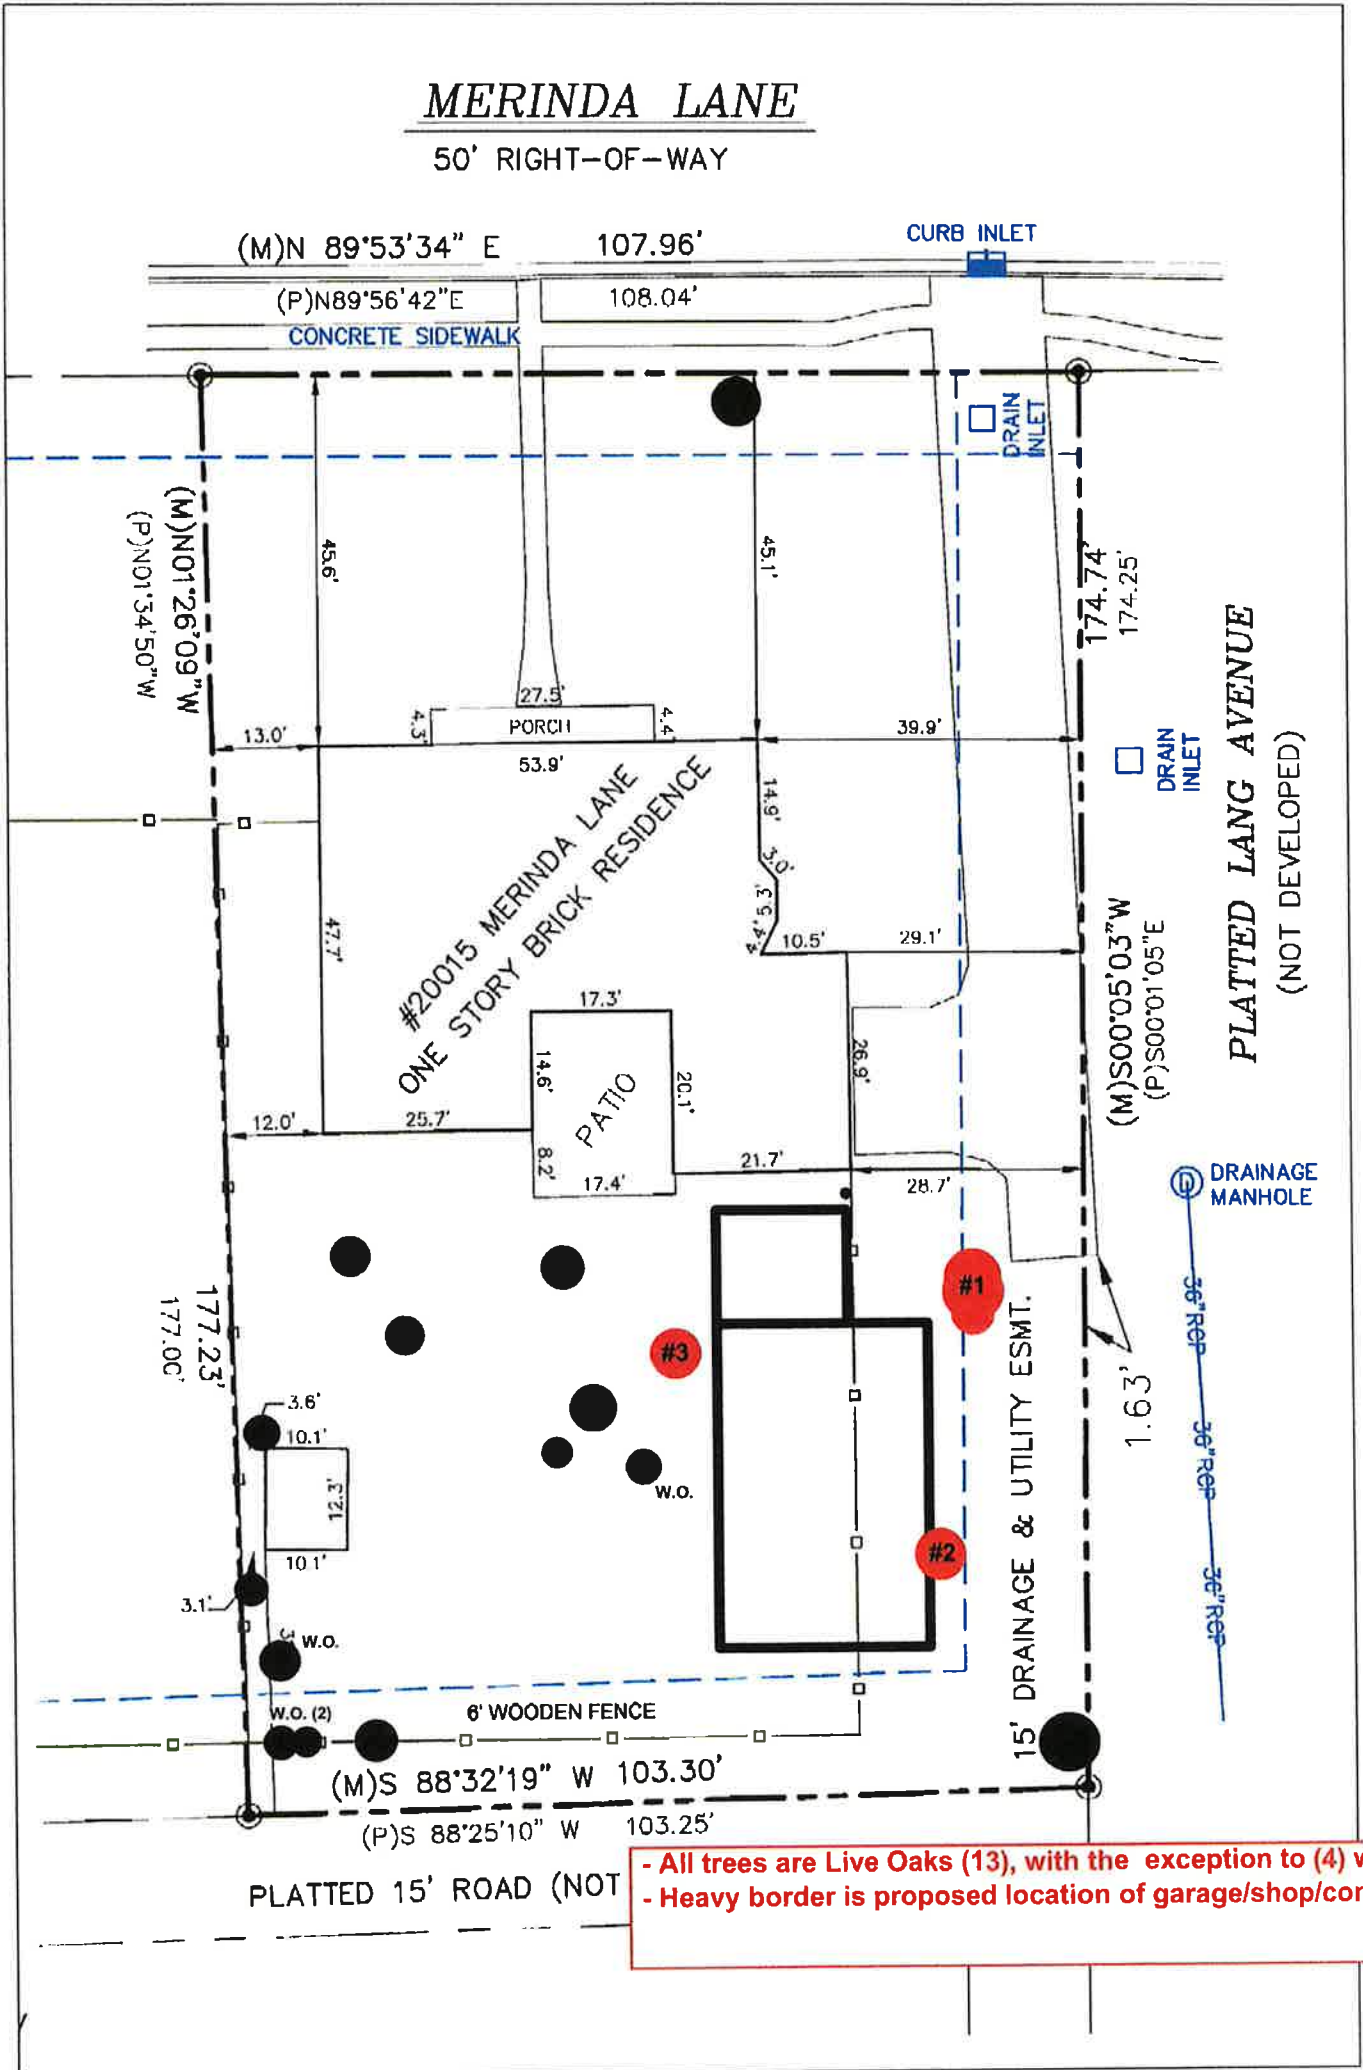 MERINDA LANE
50' RIGHT-OF-WAY
CURB INLET
(M)N 89°53'34" E 107.96'
(P)N89°56'42"E 108.04'
CONCRETE SIDEWALK
DRAIN
INLET
(M)N01°26'09"W
(P)N01°34'50"W
45.6'
45.1'
174.74'
174.25'
27.5'
4.3'
PORCH
4.4'
13.0'
53.9'
39.9'
DRAIN
INLET
PLATTED LANG AVENUE
(NOT DEVELOPED)
14.9'
3.0'
5.3'
4.4'
10.5'
29.1'
#20015 MERINDA LANE
ONE STORY BRICK RESIDENCE
47.7'
(M)S00°05'03"W
(P)S00°01'05"E
17.3'
14.6'
PATIO
20.1'
26.9'
12.0'
25.7'
8.2'
17.4'
21.7'
28.7'
D
DRAINAGE
MANHOLE
177.23'
177.00'
#1
#3
15' DRAINAGE & UTILITY ESMT.
1.63'
36"RCP
36"RCP
36"RCP
3.6'
10.1'
12.3'
10.1'
W.O.
#2
3.1'
W.O.
W.O. (2)
6' WOODEN FENCE
(M)S 88°32'19" W 103.30'
(P)S 88°25'10" W 103.25'
PLATTED 15' ROAD (NOT
- All trees are Live Oaks (13), with the exception to (4) w
- Heavy border is proposed location of garage/shop/cor